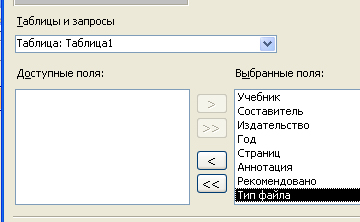 Таблицы и запросы
Таблица: Таблица1
Доступные поля:
Выбранные поля:
>
>>
<
<<
Учебник
Составитель
Издательство
Год
Страниц
Аннотация
Рекомендовано
Тип файла